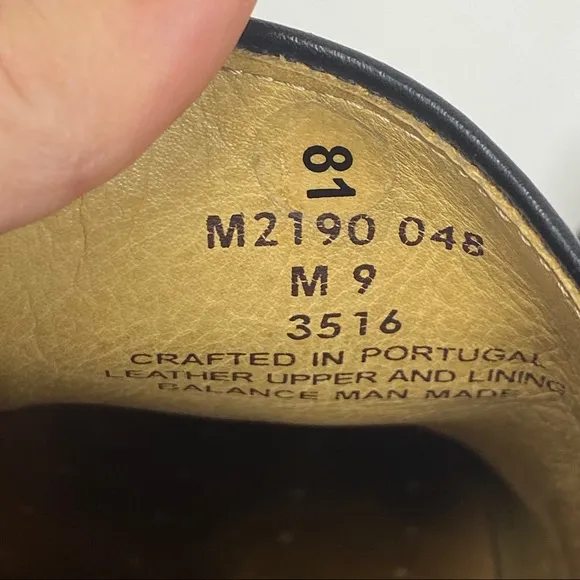 81
M2190 048
M 9
3516
CRAFTED IN PORTUGAL
LEATHER UPPER AND LINING
BALANCE MAN MADE